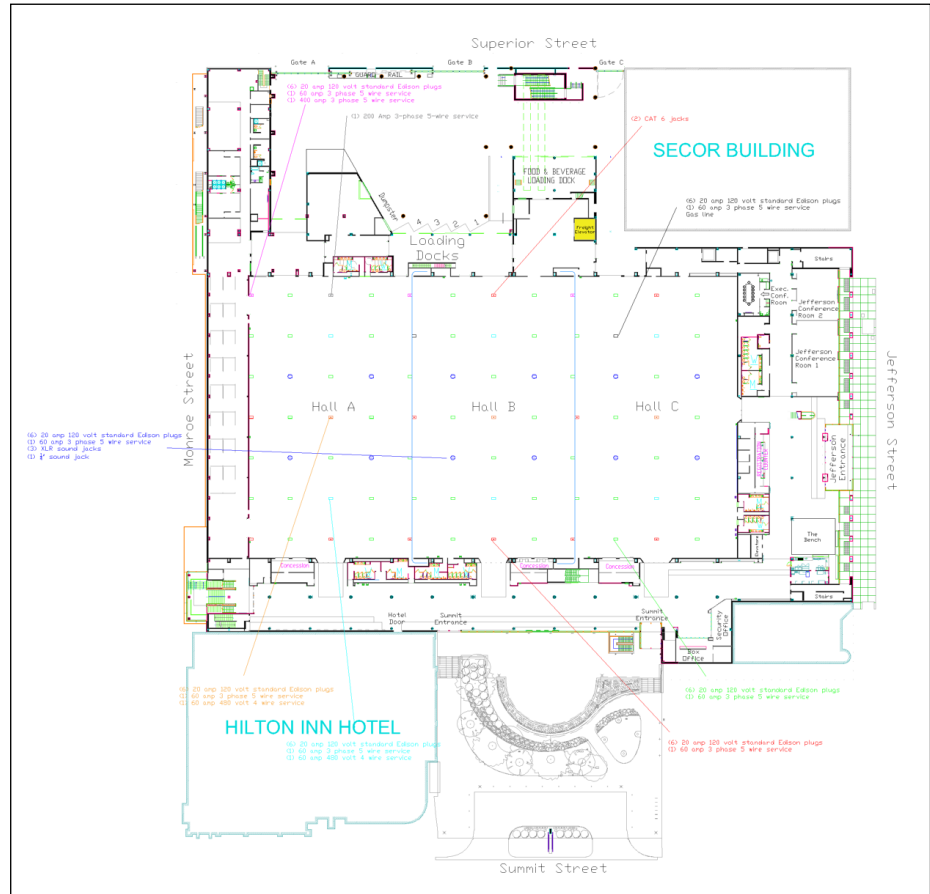 Superior Street
Gate A
Gate B
Gate C
GUARD RAIL
(6) 20 amp 120 volt standard Edison plugs
(1) 60 amp 3 phase 5 wire service
(1) 400 amp 3 phase 5 wire service
(1) 200 Amp 3-phase 5-wire service
(2) CAT 6 jacks
SECOR BUILDING
FOOD & BEVERAGE
LOADING DOCK
Dumpster
4 3 2 1
Loading
Docks
Freight
Elevator
(6) 20 amp 120 volt standard Edison plugs
(1) 60 amp 3 phase 5 wire service
Gas line
Stairs
Exec.
Conf.
Room
Jefferson
Conference
Room 2
Jefferson
Conference
Room 1
Monroe Street
Jefferson Street
Hall A
Hall B
Hall C
(6) 20 amp 120 volt standard Edison plugs
(1) 60 amp 3 phase 5 wire service
(3) XLR sound jacks
(1) ¼" sound jack
Jefferson
Entrance
The
Bench
Concession
Concession
Concession
Stairs
Hotel
Door
Summit
Entrance
Summit
Entrance
Security
Office
Box
Office
(6) 20 amp 120 volt standard Edison plugs
(1) 60 amp 3 phase 5 wire service
(1) 60 amp 480 volt 4 wire service
(6) 20 amp 120 volt standard Edison plugs
(1) 60 amp 3 phase 5 wire service
HILTON INN HOTEL
(6) 20 amp 120 volt standard Edison plugs
(1) 60 amp 3 phase 5 wire service
(1) 60 amp 480 volt 4 wire service
(6) 20 amp 120 volt standard Edison plugs
(1) 60 amp 3 phase 5 wire service
Summit Street